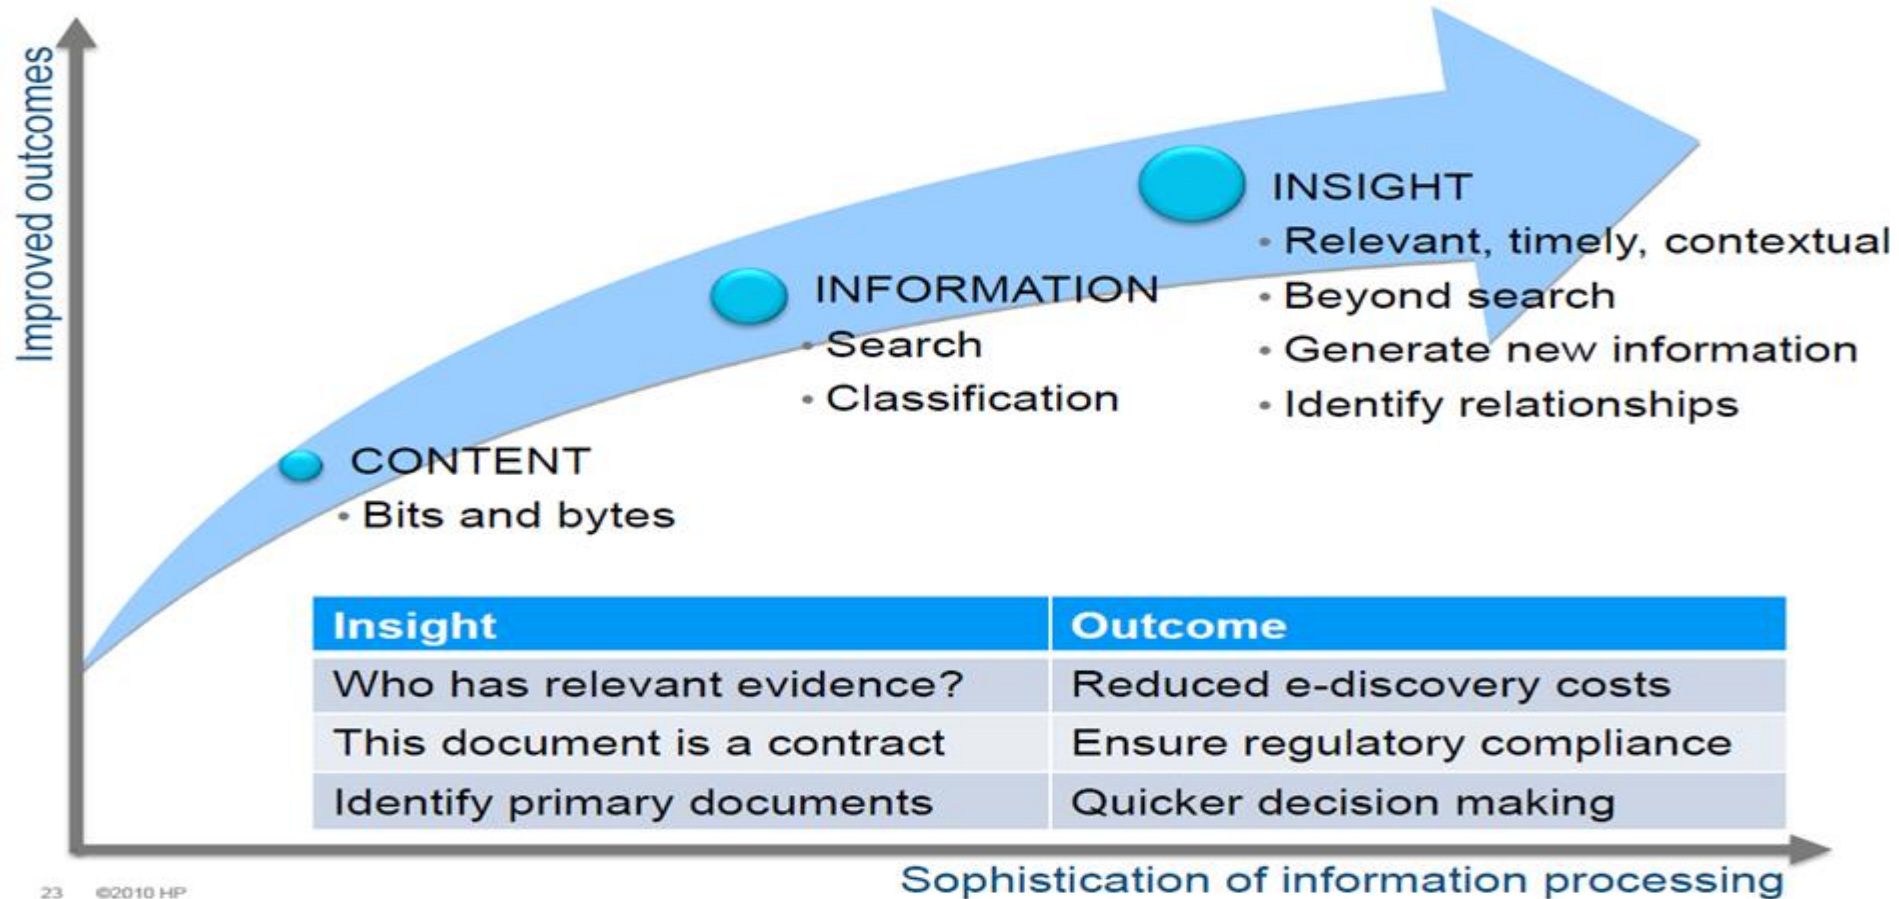 Improved outcomes
INSIGHT
• Relevant, timely, contextual
• Beyond search
• Generate new information
• Identify relationships
INFORMATION
• Search
• Classification
CONTENT
• Bits and bytes
Insight Outcome
Who has relevant evidence? Reduced e-discovery costs
This document is a contract Ensure regulatory compliance
Identify primary documents Quicker decision making
Sophistication of information processing
23 ©2010 HP